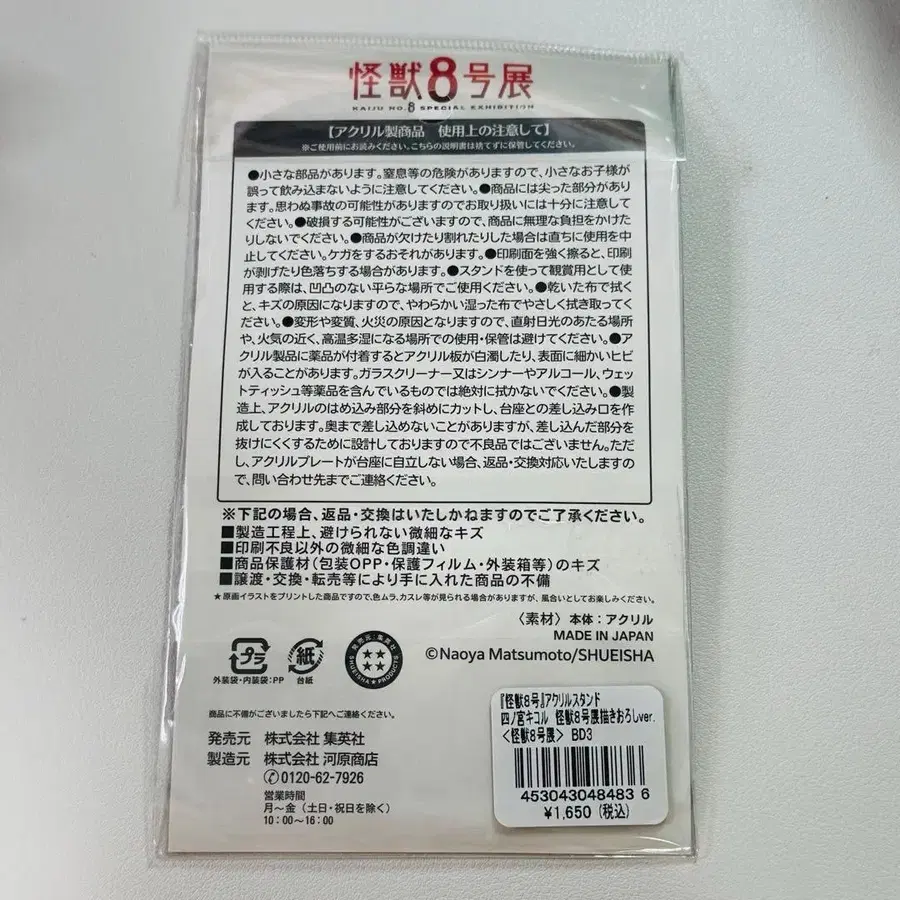 怪獣8号展
KAIJU NO.8 SPECIAL EXHIBITION
【アクリル製商品　使用上の注意して】
※ご使用前にお読みください。こちらの説明書は捨てずに保管してください。
●小さな部品があります。窒息等の危険がありますので、小さなお子様が
誤って飲み込まないように注意してください。●商品には尖った部分があり
ます。思わぬ事故の可能性がありますのでお取り扱いには十分に注意して
ください。●破損する可能性がございますので、商品に無理な負担をかけた
りしないでください。●商品が欠けたり割れたりした場合は直ちに使用を中
止してください。ケガをするおそれがあります。●印刷面を強く擦ると、印刷
が剥げたり色落ちする場合があります。●スタンドを使って観賞用として使
用する際は、凹凸のない平らな場所でご使用ください。●乾いた布で拭く
と、キズの原因になりますので、やわらかい湿った布でやさしく拭き取ってく
ださい。●変形や変質、火災の原因となりますので、直射日光のあたる場所
や、火気の近く、高温多湿になる場所での使用・保管は避けてください。●ア
クリル製品に薬品が付着するとアクリル板が白濁したり、表面に細かいヒビ
が入ることがあります。ガラスクリーナー又はシンナーやアルコール、ウェッ
トティッシュ等薬品を含んでいるものでは絶対に拭かないでください。●製
造上、アクリルのはめ込み部分を斜めにカットし、台座との差し込み口を作
成しております。奥まで差し込めないことがありますが、差し込んだ部分を
抜けにくくするために設計しておりますので不良品ではございません。ただ
し、アクリルプレートが台座に自立しない場合、返品・交換対応いたしますの
で、問い合わせ先までご連絡ください。
※下記の場合、返品・交換はいたしかねますのでご了承ください。
■製造工程上、避けられない微細なキズ
■印刷不良以外の微細な色調違い
■商品保護材(包装OPP・保護フィルム・外装箱等)のキズ
■譲渡・交換・転売等により手に入れた商品の不備
★原画イラストをプリントした商品ですので、色ムラ、カスレ等が見られる場合がありますが、風合いとしてお楽しみください。
〈素材〉本体：アクリル
MADE IN JAPAN
©Naoya Matsumoto/SHUEISHA
プラ
外装袋・内装袋：PP
紙
台紙
発売元：集英社
SHUEISHA PRODUCTS
商品に不備がございましたら下記へご連絡ください。
発売元　株式会社 集英社
製造元　株式会社 河原商店
0120-62-7926
営業時間
月〜金(土日・祝日を除く)
10：00〜16：00
『怪獣8号』アクリルスタンド
四ノ宮キコル 怪獣8号展描きおろしver.
＜怪獣8号展＞ BD3
453043048483 6
¥1,650 (税込)